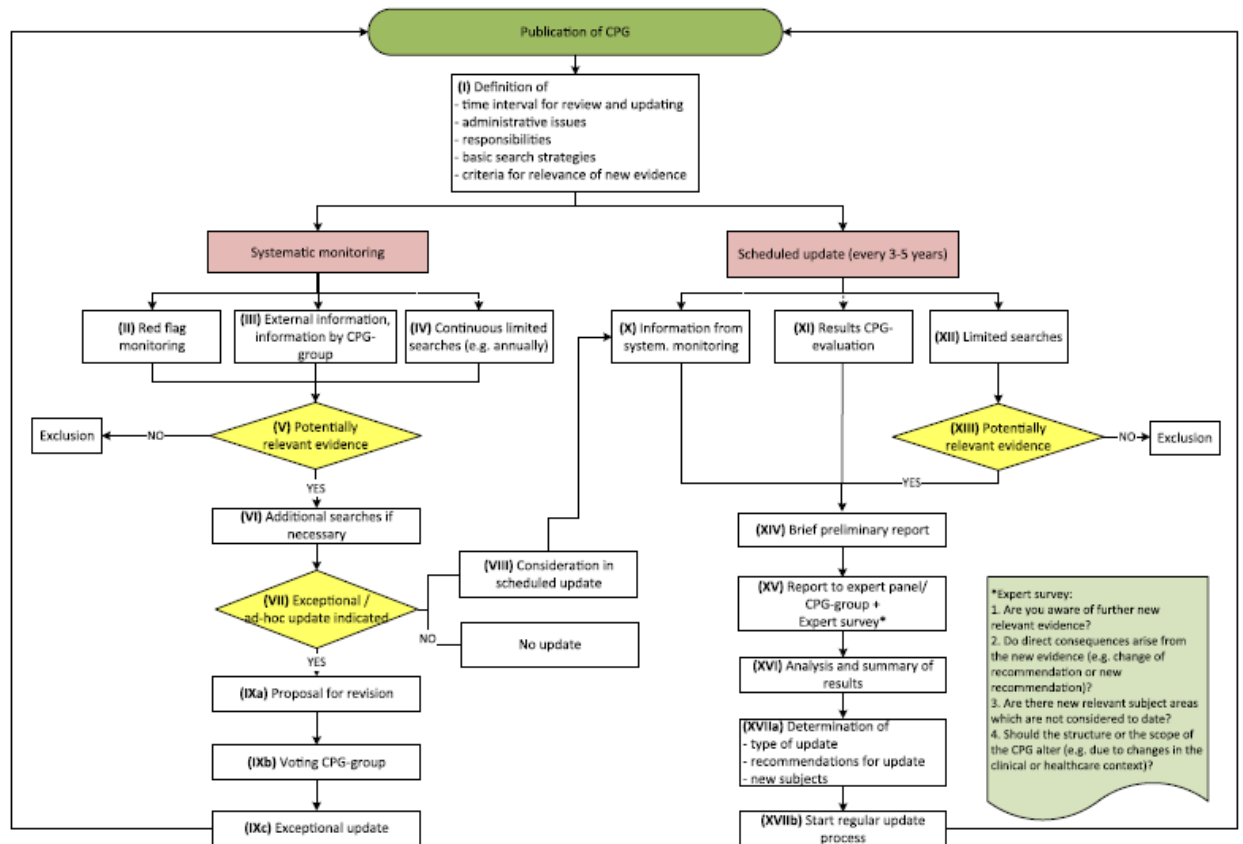 Publication of CPG
(I) Definition of
- time interval for review and updating
- administrative issues
- responsibilities
- basic search strategies
- criteria for relevance of new evidence
Systematic monitoring
Scheduled update (every 3-5 years)
(II) Red flag
monitoring
(III) External information,
information by CPG-
group
(IV) Continuous limited
searches (e.g. annually)
(X) Information from
system. monitoring
(XI) Results CPG-
evaluation
(XII) Limited searches
Exclusion
NO
(V) Potentially
relevant evidence
(XIII) Potentially
relevant evidence
NO
Exclusion
YES
YES
(VI) Additional searches if
necessary
(XIV) Brief preliminary report
(VII) Exceptional /
ad-hoc update indicated
(VIII) Consideration in
scheduled update
NO
No update
YES
(XV) Report to expert panel/
CPG-group +
Expert survey*
(IXa) Proposal for revision
(XVI) Analysis and summary of
results
(IXb) Voting CPG-group
(XVIIa) Determination of
- type of update
- recommendations for update
- new subjects
(IXc) Exceptional update
(XVIIb) Start regular update
process
*Expert survey:
1. Are you aware of further new
relevant evidence?
2. Do direct consequences arise from
the new evidence (e.g. change of
recommendation or new
recommendation)?
3. Are there new relevant subject areas
which are not considered to date?
4. Should the structure or the scope of
the CPG alter (e.g. due to changes in the
clinical or healthcare context)?